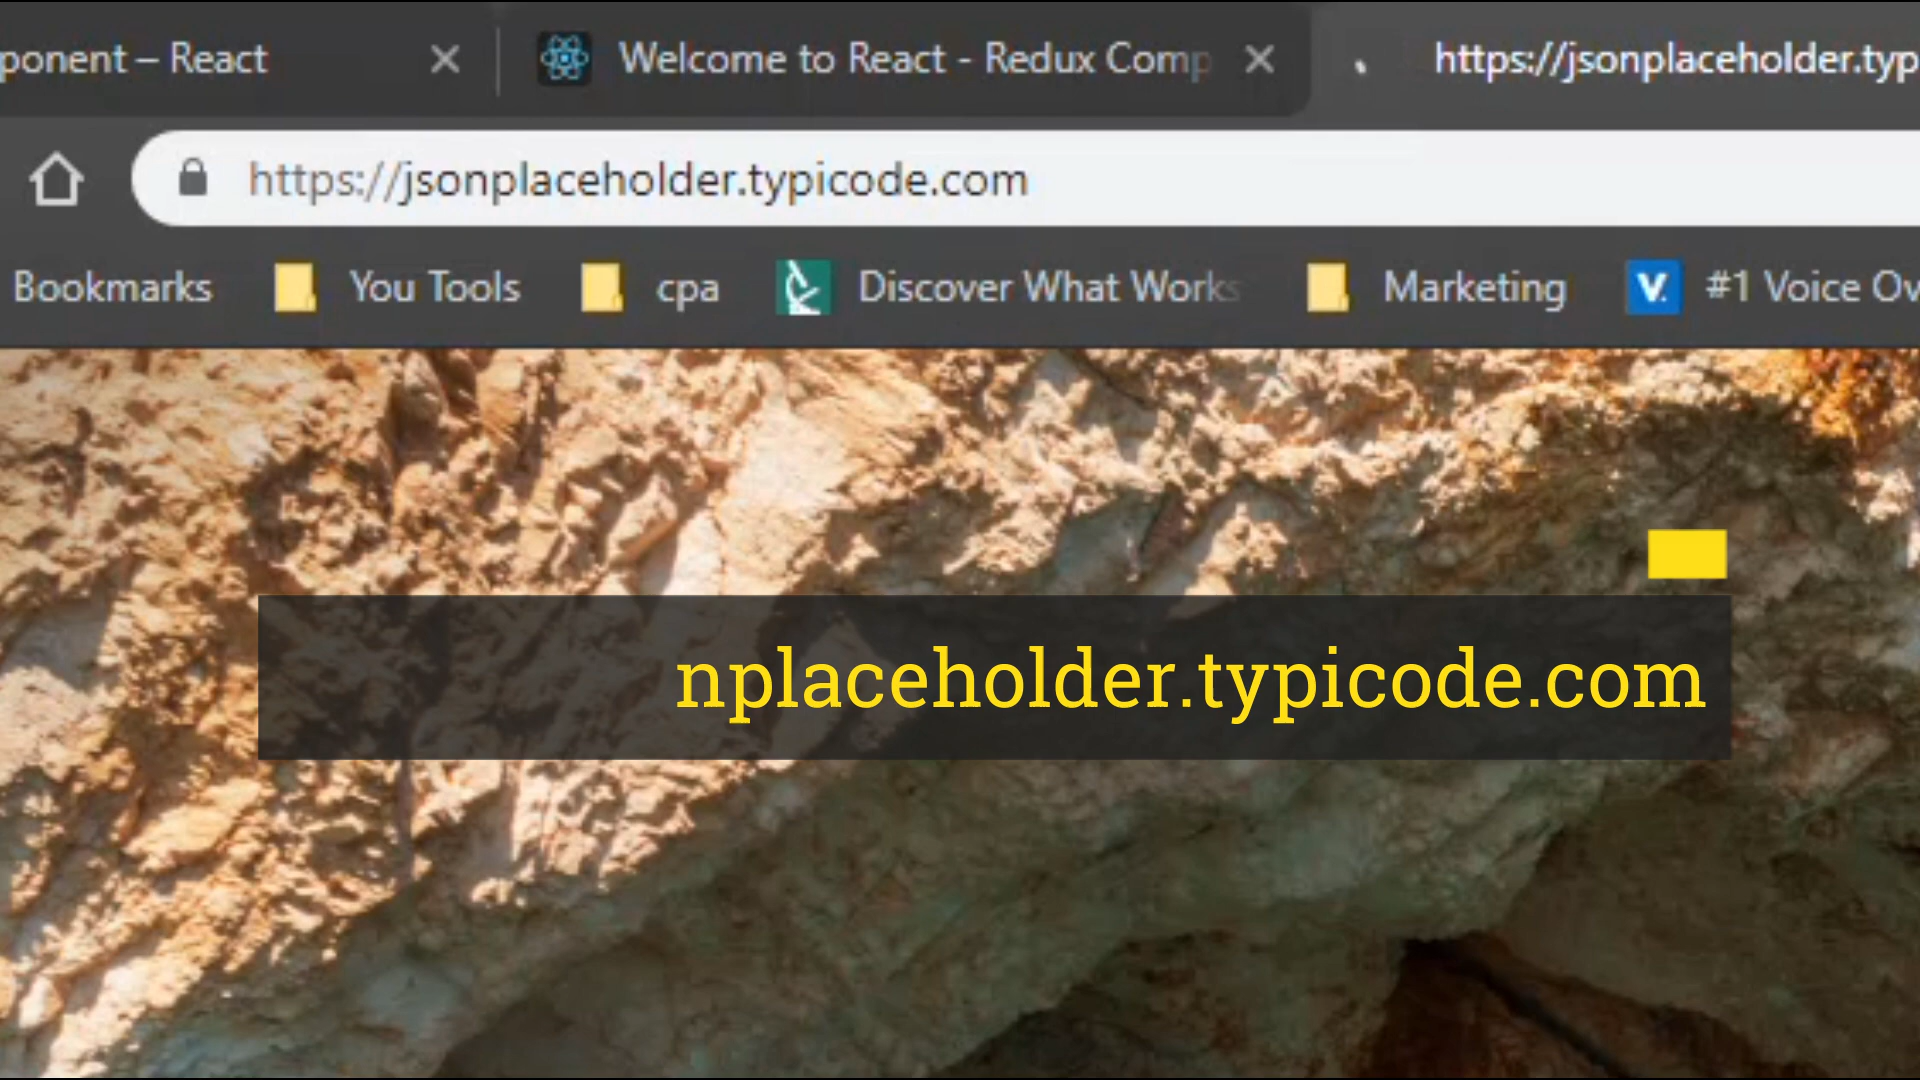 ponent – React
Welcome to React - Redux Comp
https://jsonplaceholder.typ
https://jsonplaceholder.typicode.com
Bookmarks
You Tools
cpa
Discover What Works
Marketing
V.
#1 Voice Ov
nplaceholder.typicode.com